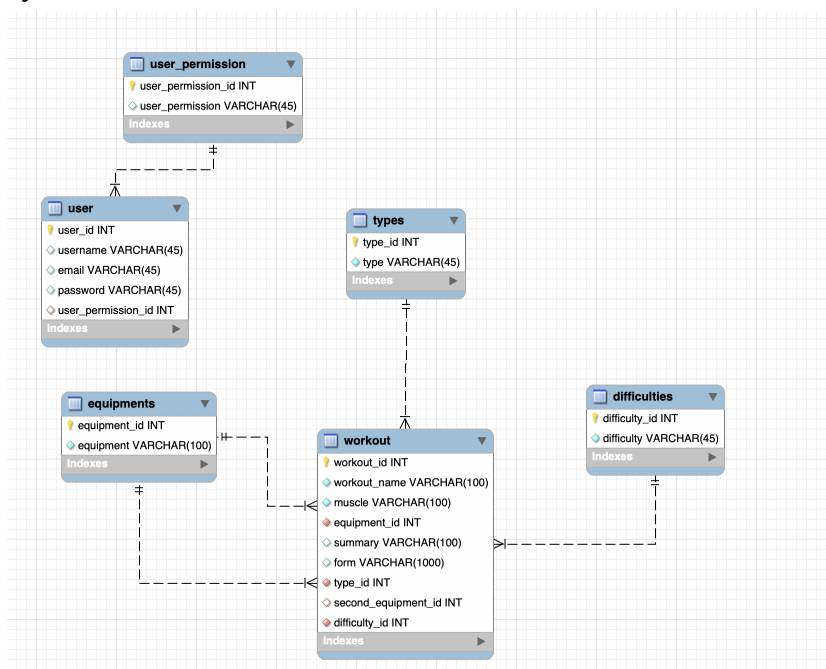 user_permission
user_permission_id INT
user_permission VARCHAR(45)
Indexes
user
user_id INT
username VARCHAR(45)
email VARCHAR(45)
password VARCHAR(45)
user_permission_id INT
Indexes
types
type_id INT
type VARCHAR(45)
Indexes
equipments
equipment_id INT
equipment VARCHAR(100)
Indexes
workout
workout_id INT
workout_name VARCHAR(100)
muscle VARCHAR(100)
equipment_id INT
summary VARCHAR(100)
form VARCHAR(1000)
type_id INT
second_equipment_id INT
difficulty_id INT
Indexes
difficulties
difficulty_id INT
difficulty VARCHAR(45)
Indexes